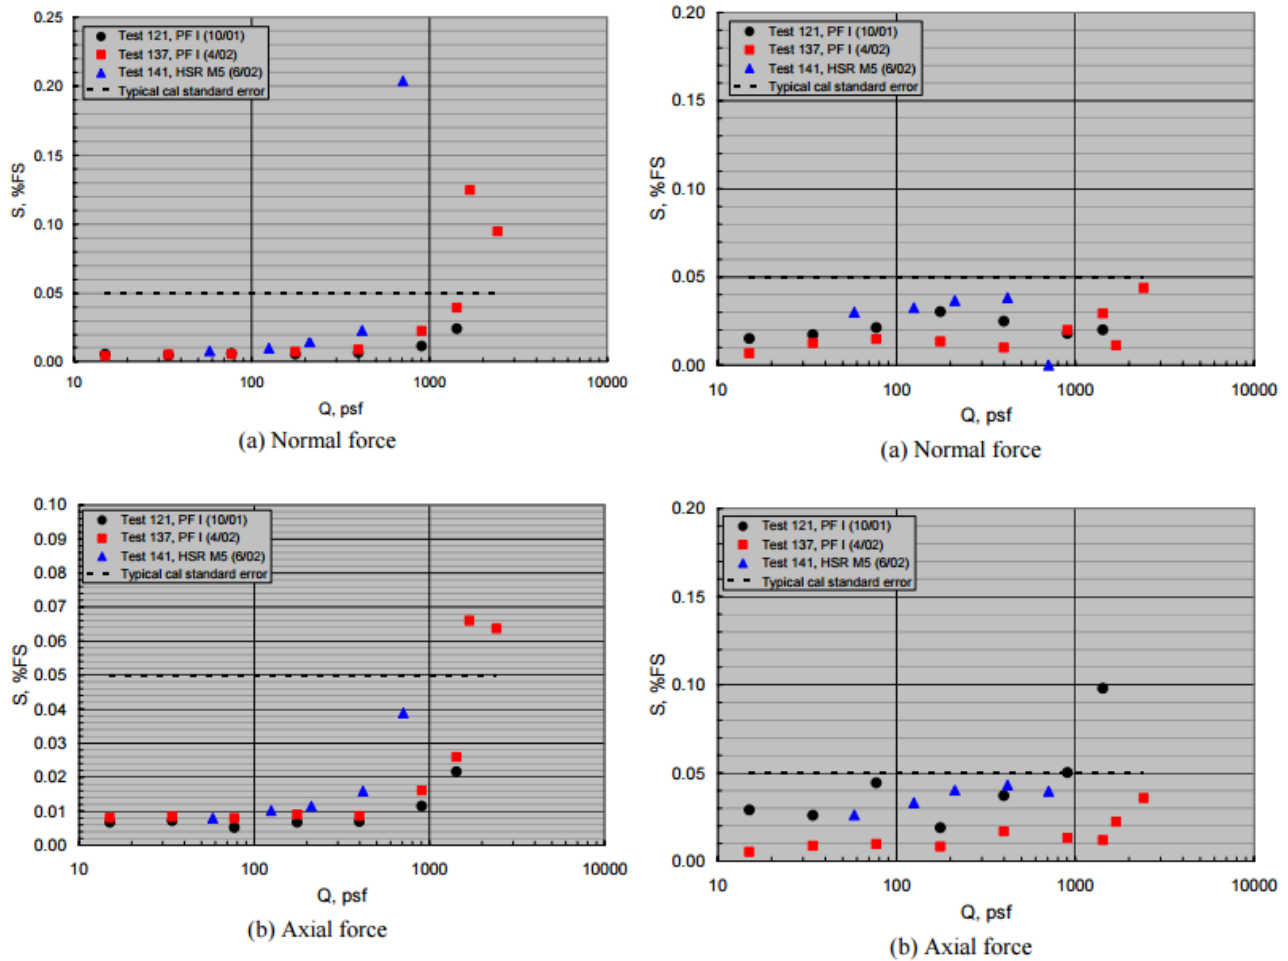 0.25
0.20
0.15
0.10
0.05
0.00
S, %FS
Test 121, PF I (10/01)
Test 137, PF I (4/02)
Test 141, HSR M5 (6/02)
Typical cal standard error
10 100 1000 10000
Q, psf
(a) Normal force
0.20
0.15
0.10
0.05
0.00
S, %FS
Test 121, PF I (10/01)
Test 137, PF I (4/02)
Test 141, HSR M5 (6/02)
Typical cal standard error
10 100 1000 10000
Q, psf
(a) Normal force
0.10
0.09
0.08
0.07
0.06
0.05
0.04
0.03
0.02
0.01
0.00
S, %FS
Test 121, PF I (10/01)
Test 137, PF I (4/02)
Test 141, HSR M5 (6/02)
Typical cal standard error
10 100 1000 10000
Q, psf
(b) Axial force
0.20
0.15
0.10
0.05
0.00
S, %FS
Test 121, PF I (10/01)
Test 137, PF I (4/02)
Test 141, HSR M5 (6/02)
Typical cal standard error
10 100 1000 10000
Q, psf
(b) Axial force